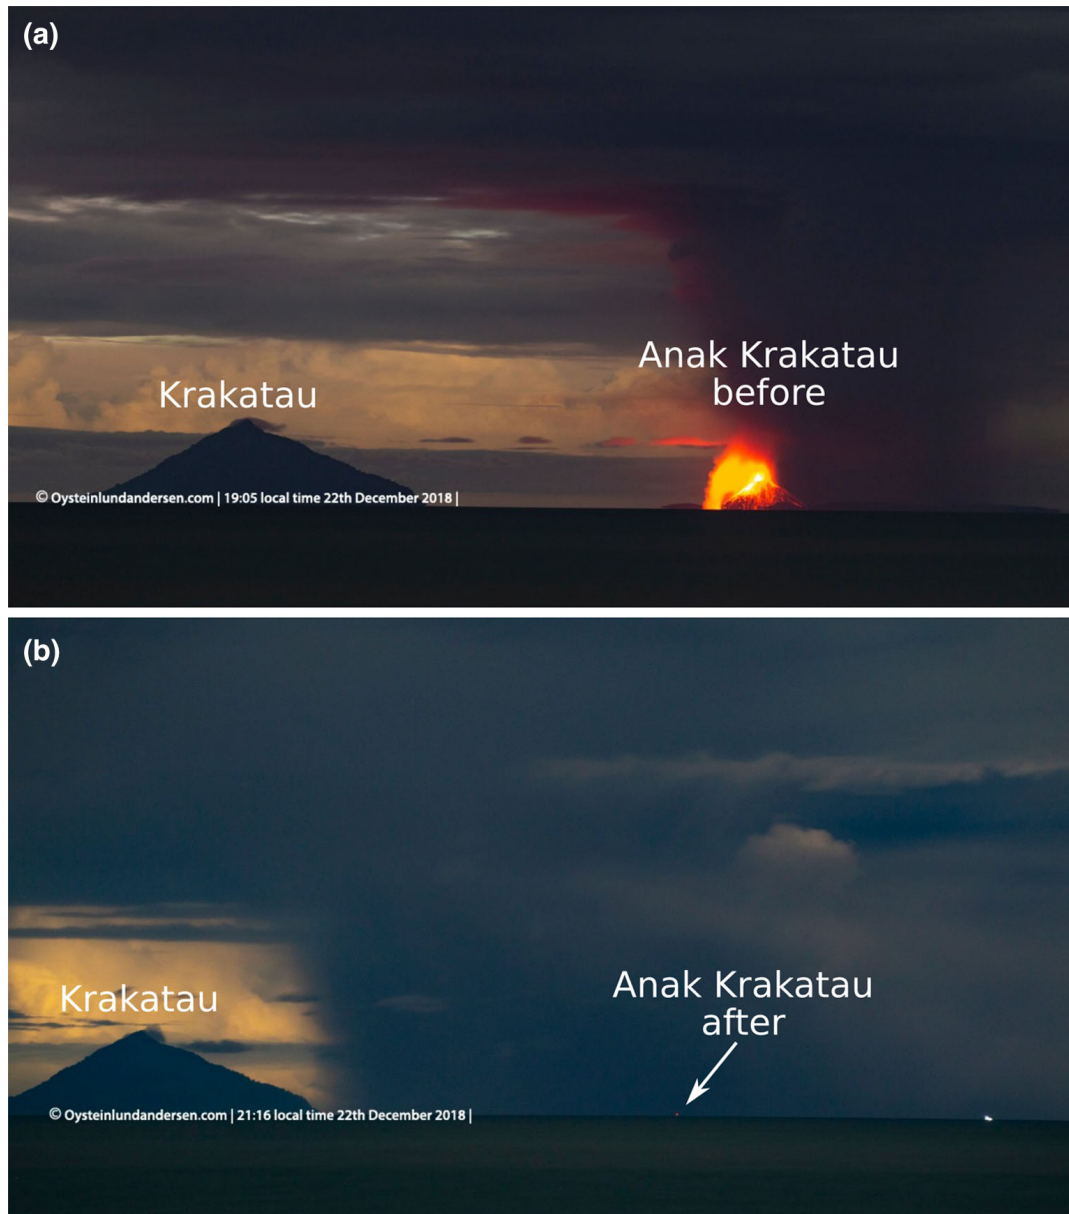 (a)
Anak Krakatau
before
Krakatau
© Oysteinlundandersen.com | 19:05 local time 22th December 2018 |
(b)
Anak Krakatau
after
Krakatau
© Oysteinlundandersen.com | 21:16 local time 22th December 2018 |